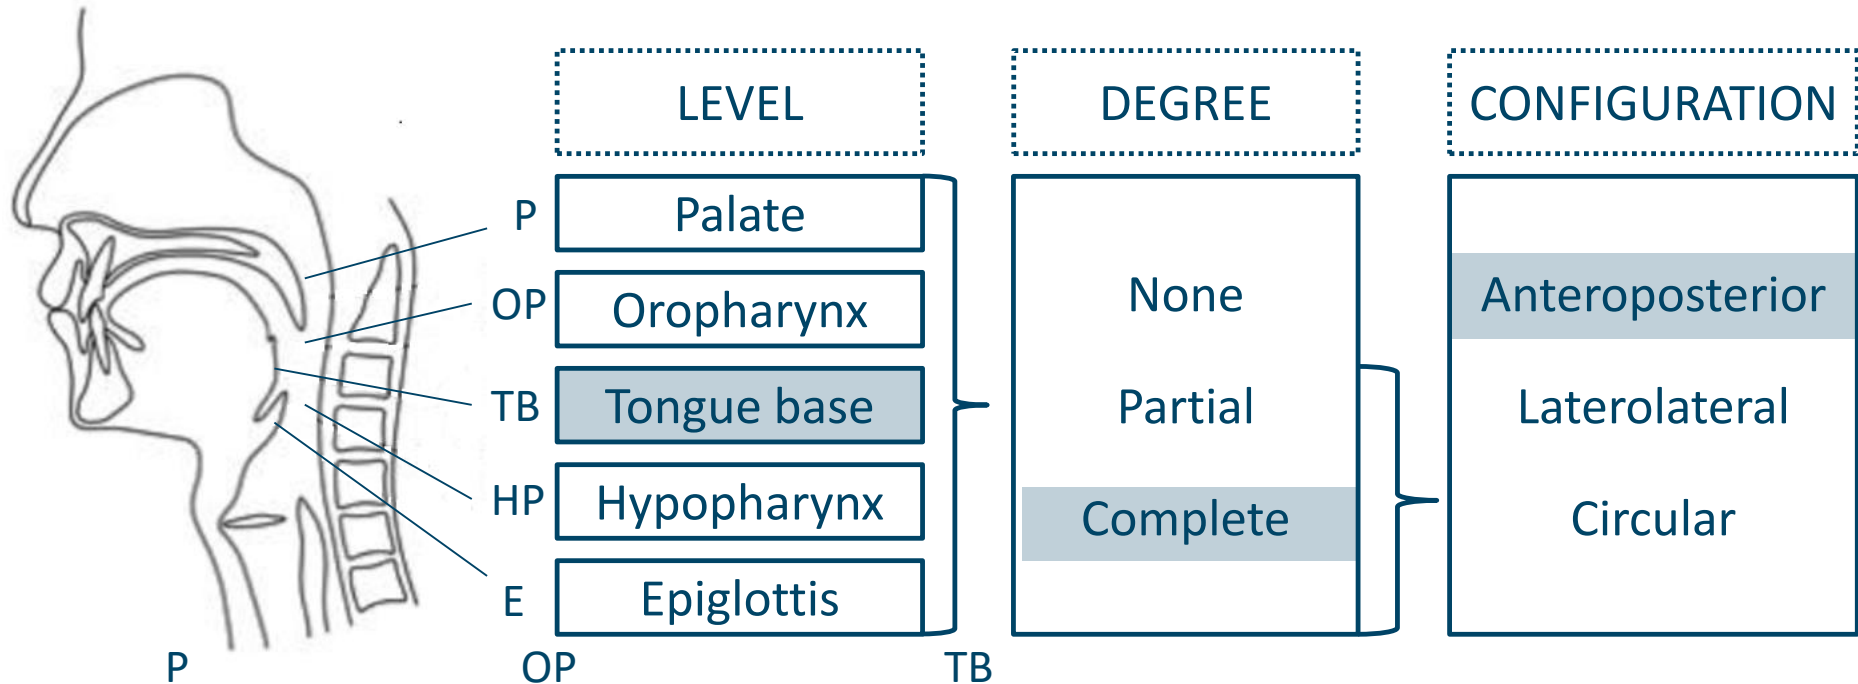 LEVEL
DEGREE
CONFIGURATION
P
Palate
OP
Oropharynx
TB
Tongue base
HP
Hypopharynx
E
Epiglottis
None
Partial
Complete
Anteroposterior
Laterolateral
Circular
P
OP
TB